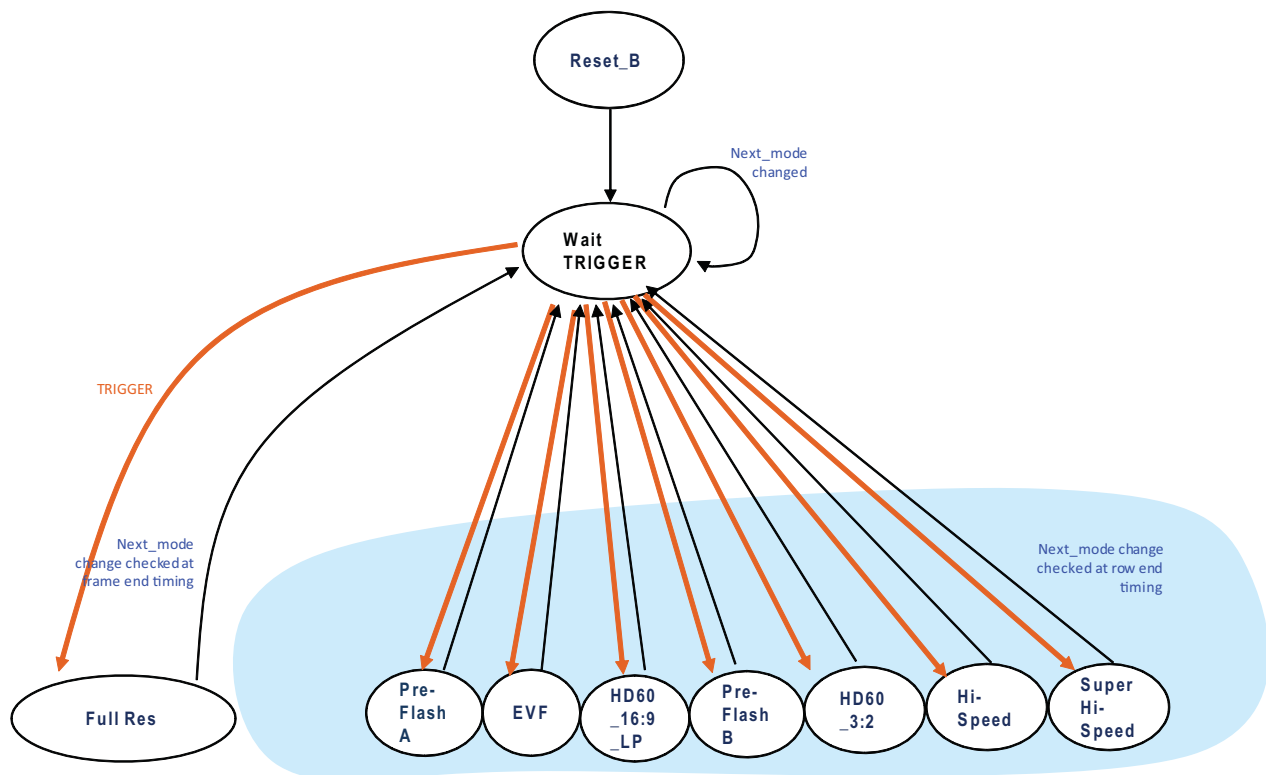 Reset_B
Next_mode
changed
Wait
TRIGGER
TRIGGER
Next_mode
change checked at
frame end timing
Next_mode change
checked at row end
timing
Full Res
Pre-
Flash
A
EVF
HD60
_16:9
_LP
Pre-
Flash
B
HD60
_3:2
Hi-
Speed
Super
Hi-
Speed